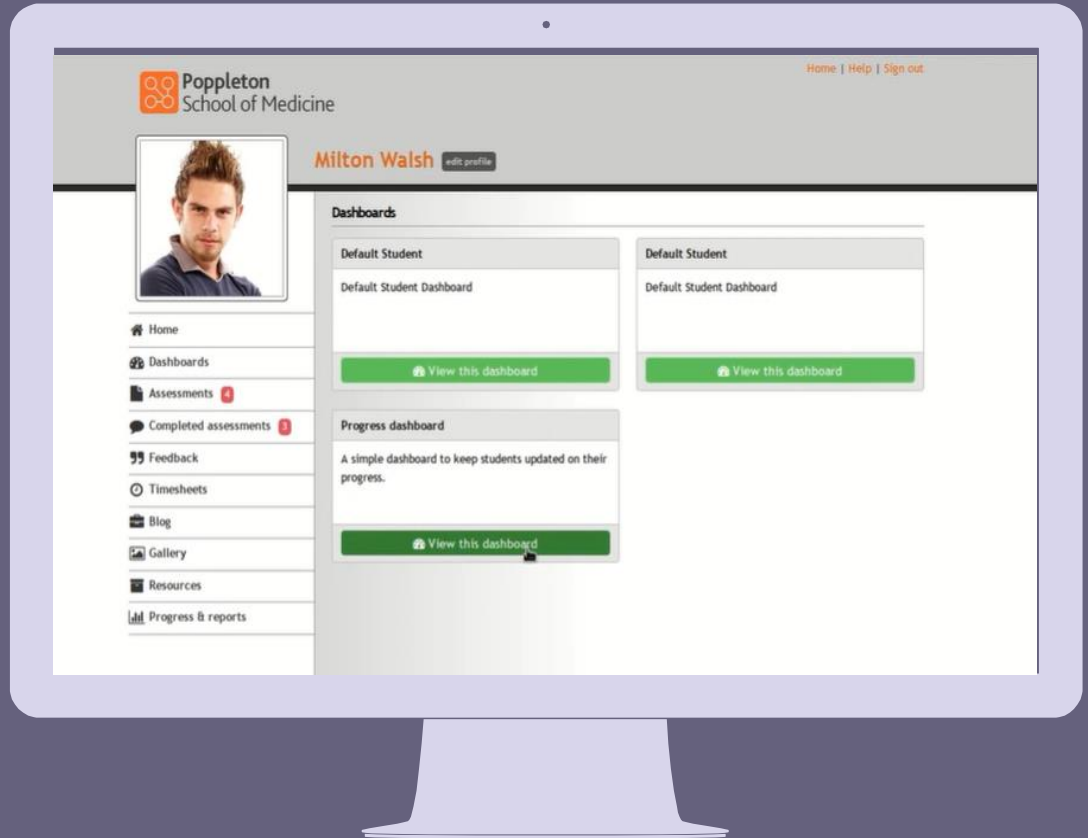 Home | Help | Sign out
Poppleton
School of Medicine
Milton Walsh edit profile
Home
Dashboards
Assessments 4
Completed assessments 3
Feedback
Timesheets
Blog
Gallery
Resources
Progress & reports
Dashboards
Default Student
Default Student Dashboard
View this dashboard
Default Student
Default Student Dashboard
View this dashboard
Progress dashboard
A simple dashboard to keep students updated on their
progress.
View this dashboard